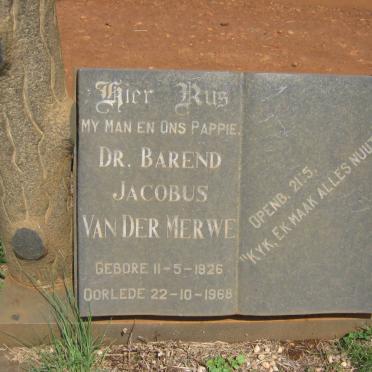 Hier Rus
MY MAN EN ONS PAPPIE.
DR. BAREND
JACOBUS
VAN DER MERWE
GEBORE 11-5-1926
OORLEDE 22-10-1968
OPENB. 21:5.
"KYK, EK MAAK ALLES NUUT